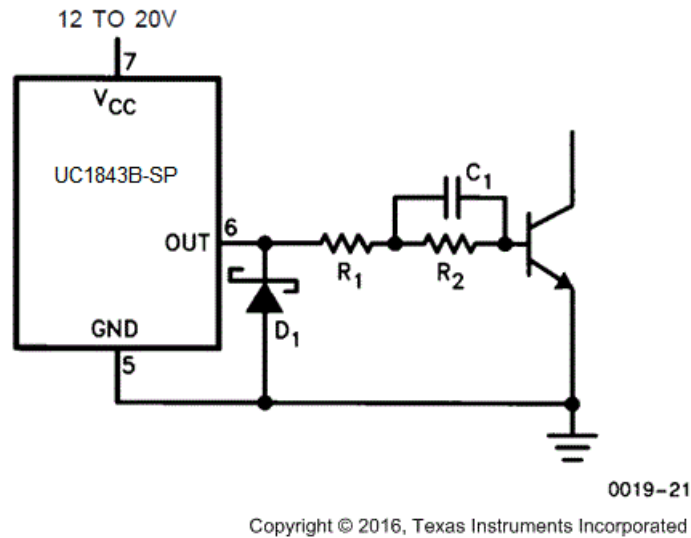 12 TO 20V
7
VCC
UC1843B-SP
C1
6
OUT
R1
R2
D1
GND
5
0019-21
Copyright © 2016, Texas Instruments Incorporated